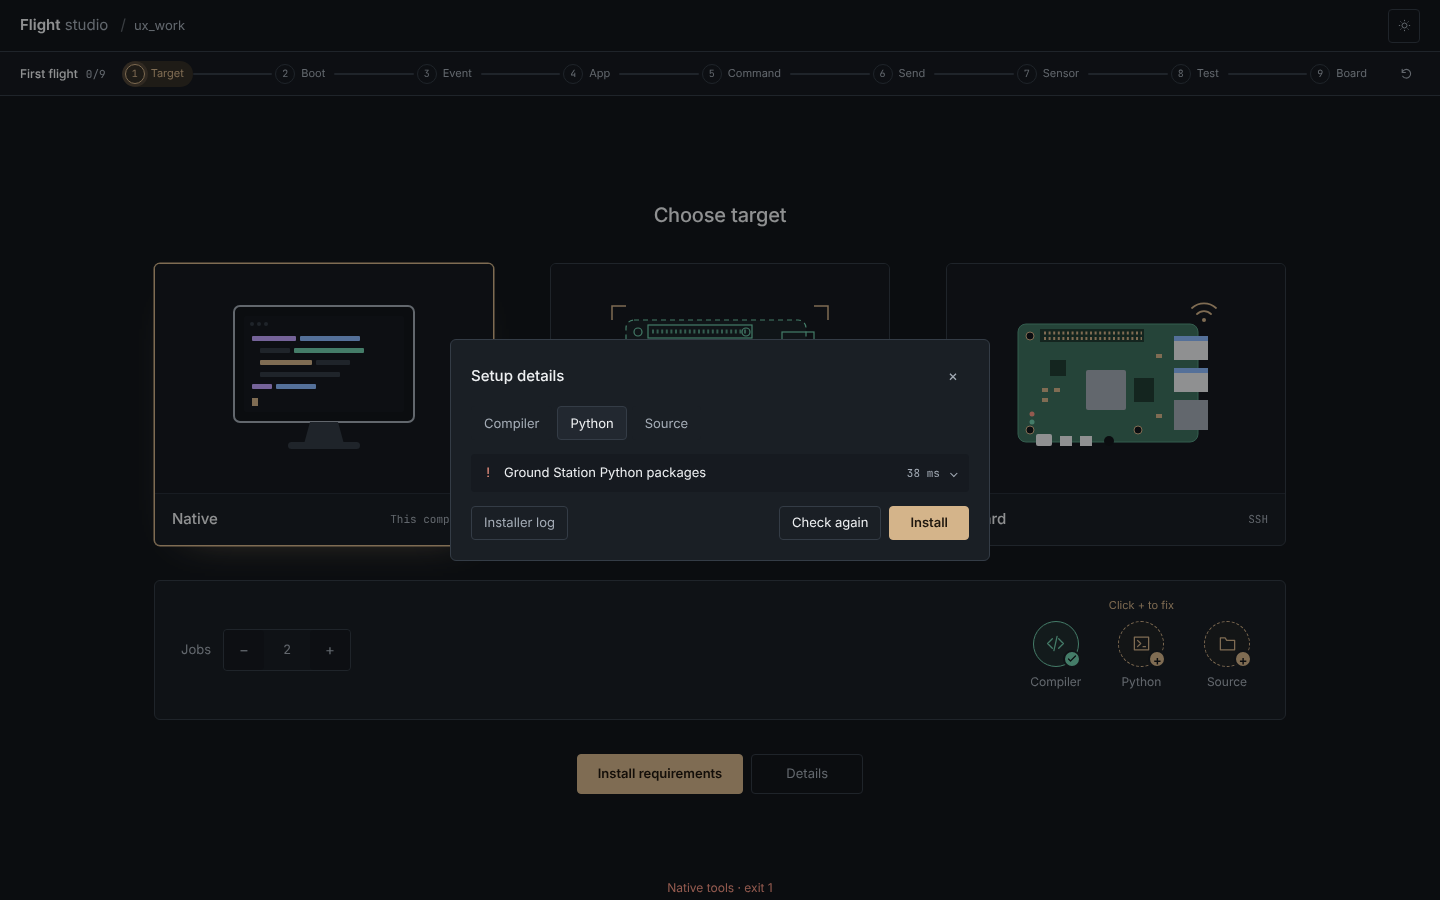 Flight studio / ux_work
First flight 0/9 1 Target 2 Boot 3 Event 4 App 5 Command 6 Send 7 Sensor 8 Test 9 Board
Choose target
Setup details ×
Compiler Python Source
! Ground Station Python packages 38 ms
Installer log Check again Install
Native This comp
rd SSH
Click + to fix
Jobs − 2 +
Compiler Python Source
Install requirements Details
Native tools · exit 1